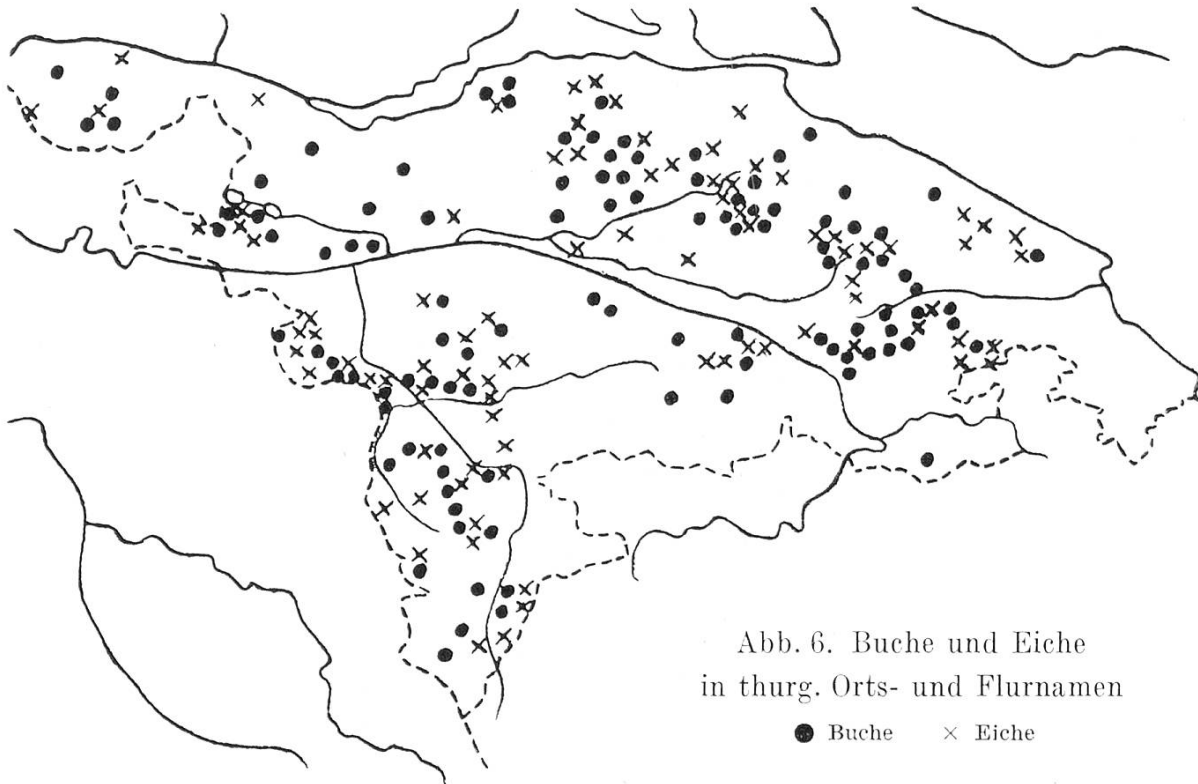 Abb. 6. Buche und Eiche
in thurg. Orts- und Flurnamen
● Buche × Eiche